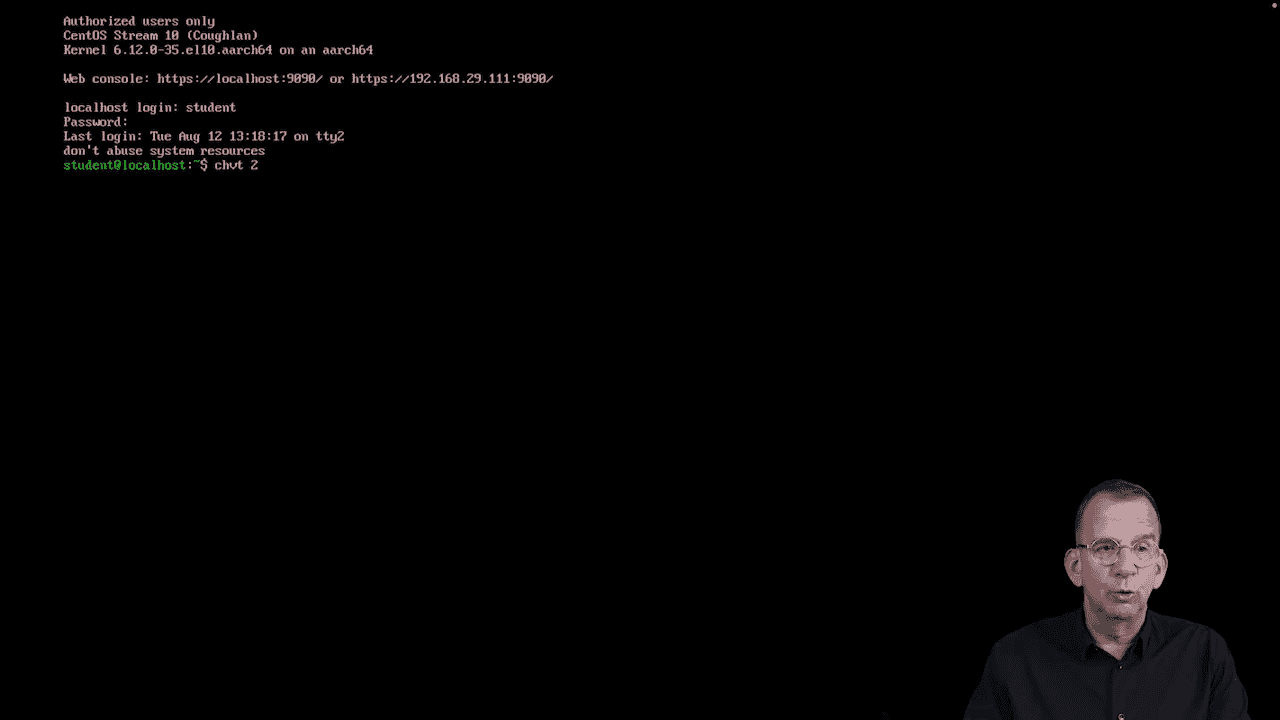 Authorized users only
CentOS Stream 10 (Coughlan)
Kernel 6.12.0-35.el10.aarch64 on an aarch64
Web console: https://localhost:9090/ or https://192.168.29.111:9090/
localhost login: student
Password:
Last login: Tue Aug 12 13:18:17 on tty2
don't abuse system resources
student@localhost:~$ chvt 2